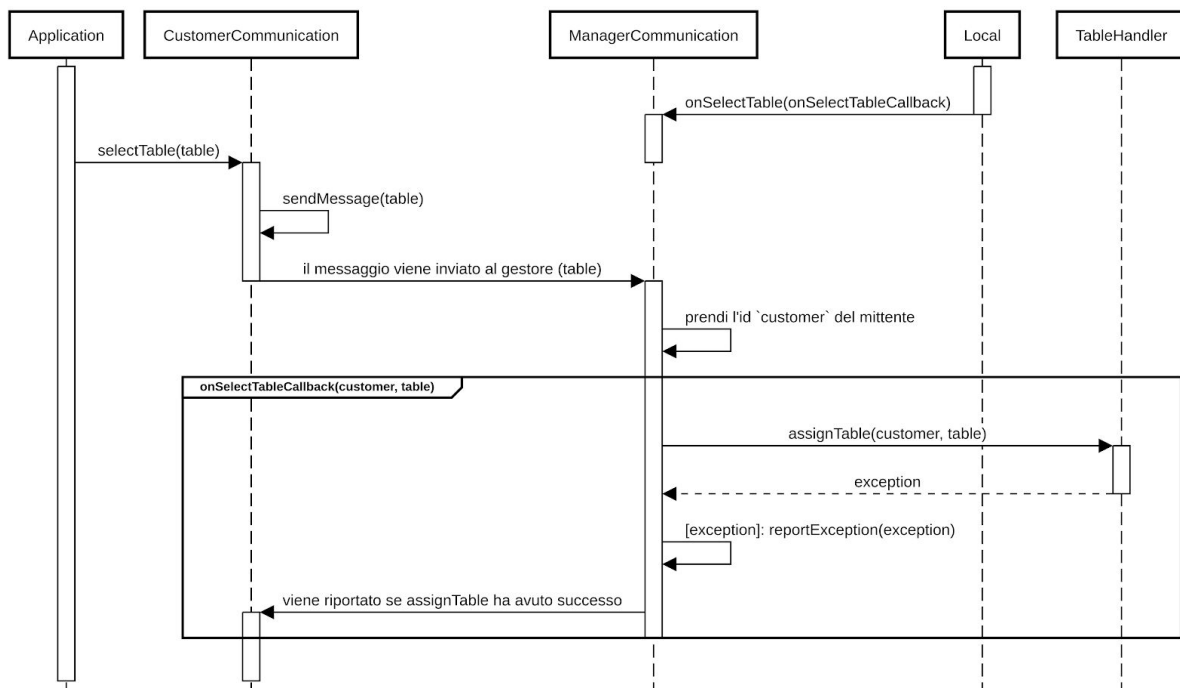 Application
CustomerCommunication
ManagerCommunication
Local
TableHandler
onSelectTable(onSelectTableCallback)
selectTable(table)
sendMessage(table)
il messaggio viene inviato al gestore (table)
prendi l'id `customer` del mittente
onSelectTableCallback(customer, table)
assignTable(customer, table)
exception
[exception]: reportException(exception)
viene riportato se assignTable ha avuto successo